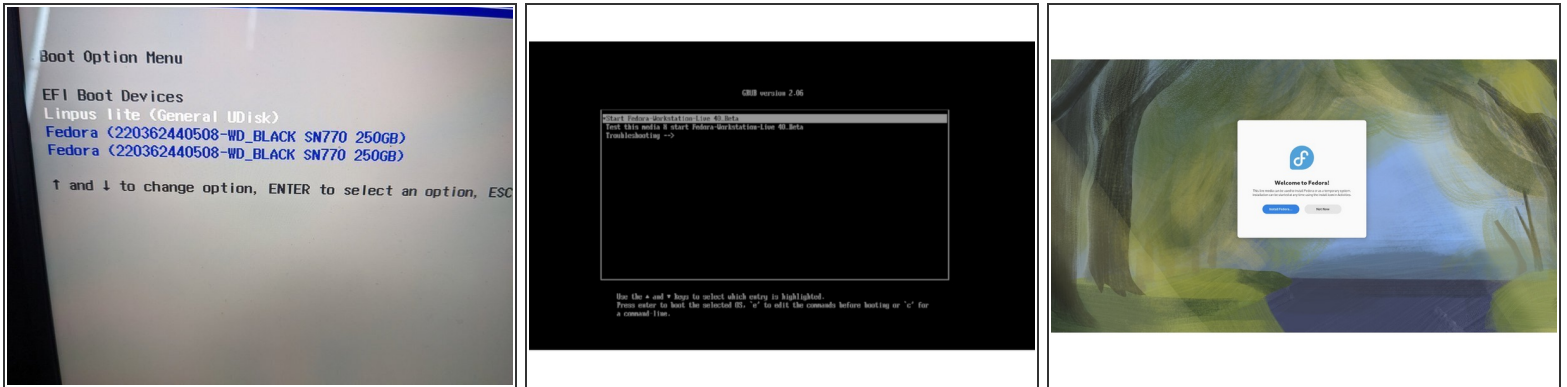 Boot Option Menu
EFI Boot Devices
Linpus lite (General UDisk)
Fedora (220362440508-WD_BLACK SN770 250GB)
Fedora (220362440508-WD_BLACK SN770 250GB)
↑ and ↓ to change option, ENTER to select an option, ESC
GRUB version 2.06
*Start Fedora-Workstation-Live 40_Beta
Test this media & start Fedora-Workstation-Live 40_Beta
Troubleshooting -->
Use the ▲ and ▼ keys to select which entry is highlighted.
Press enter to boot the selected OS, `e' to edit the commands before booting or `c' for
a command-line.
Welcome to Fedora!
Install Fedora...
Not Now